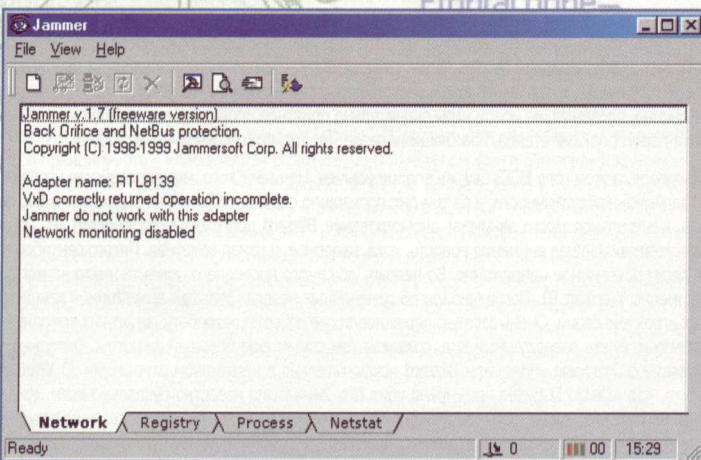 Jammer
File View Help
Jammer v.1.7 (freeware version)
Back Orifice and NetBus protection.
Copyright (C) 1998-1999 Jammersoft Corp. All rights reserved.
Adapter name: RTL8139
VxD correctly returned operation incomplete.
Jammer do not work with this adapter
Network monitoring disabled
Network Registry Process Netstat
Ready 0 00 15:29